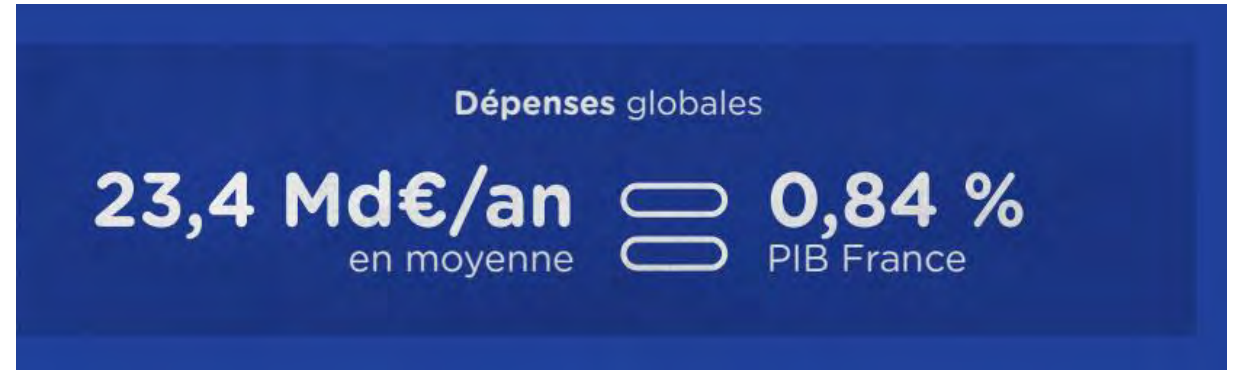 Dépenses globales
23,4 Md€/an
en moyenne
0,84 %
PIB France